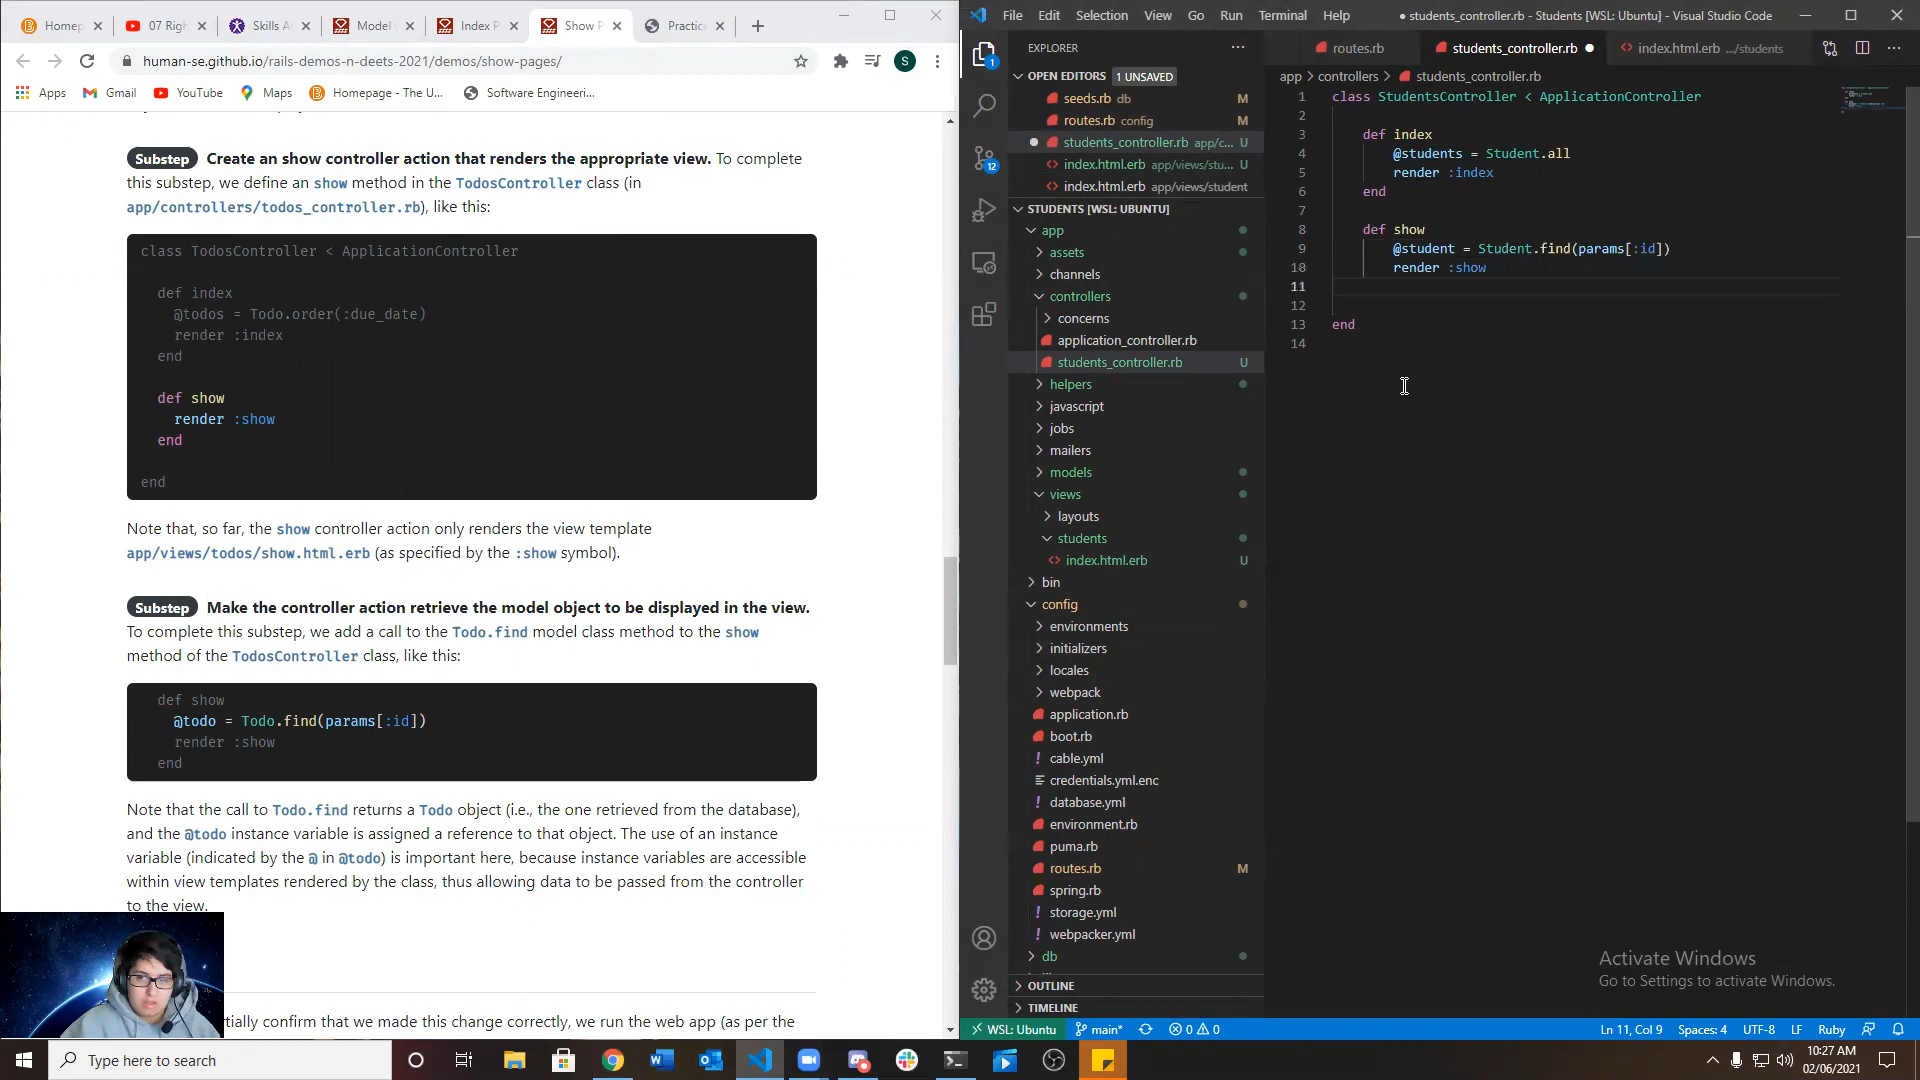 Homep
07 Righ
Skills A
Model
Index P
Show P
Practice
human-se.github.io/rails-demos-n-deets-2021/demos/show-pages/
S
Apps
Gmail
YouTube
Maps
Homepage - The U...
Software Engineeri...
Substep Create an show controller action that renders the appropriate view. To complete
this substep, we define an show method in the TodosController class (in
app/controllers/todos_controller.rb), like this:
class TodosController < ApplicationController
def index
@todos = Todo.order(:due_date)
render :index
end
def show
render :show
end
end
Note that, so far, the show controller action only renders the view template
app/views/todos/show.html.erb (as specified by the :show symbol).
Substep Make the controller action retrieve the model object to be displayed in the view.
To complete this substep, we add a call to the Todo.find model class method to the show
method of the TodosController class, like this:
def show
@todo = Todo.find(params[:id])
render :show
end
Note that the call to Todo.find returns a Todo object (i.e., the one retrieved from the database),
and the @todo instance variable is assigned a reference to that object. The use of an instance
variable (indicated by the @ in @todo) is important here, because instance variables are accessible
within view templates rendered by the class, thus allowing data to be passed from the controller
to the view.
tially confirm that we made this change correctly, we run the web app (as per the
File Edit Selection View Go Run Terminal Help
● students_controller.rb - Students [WSL: Ubuntu] - Visual Studio Code
EXPLORER
OPEN EDITORS 1 UNSAVED
seeds.rb db M
routes.rb config M
students_controller.rb app/c... U
index.html.erb app/views/stu... U
index.html.erb app/views/student
STUDENTS [WSL: UBUNTU]
app
assets
channels
controllers
concerns
application_controller.rb
students_controller.rb U
helpers
javascript
jobs
mailers
models
views
layouts
students
index.html.erb U
bin
config
environments
initializers
locales
webpack
application.rb
boot.rb
cable.yml
credentials.yml.enc
database.yml
environment.rb
puma.rb
routes.rb M
spring.rb
storage.yml
webpacker.yml
db
OUTLINE
TIMELINE
1
12
routes.rb
students_controller.rb
index.html.erb .../students
app > controllers > students_controller.rb
1 class StudentsController < ApplicationController
2
3 def index
4 @students = Student.all
5 render :index
6 end
7
8 def show
9 @student = Student.find(params[:id])
10 render :show
11
12
13 end
14
Activate Windows
Go to Settings to activate Windows.
WSL: Ubuntu
main*
0 0
Ln 11, Col 9
Spaces: 4
UTF-8
LF
Ruby
Type here to search
10:27 AM
02/06/2021